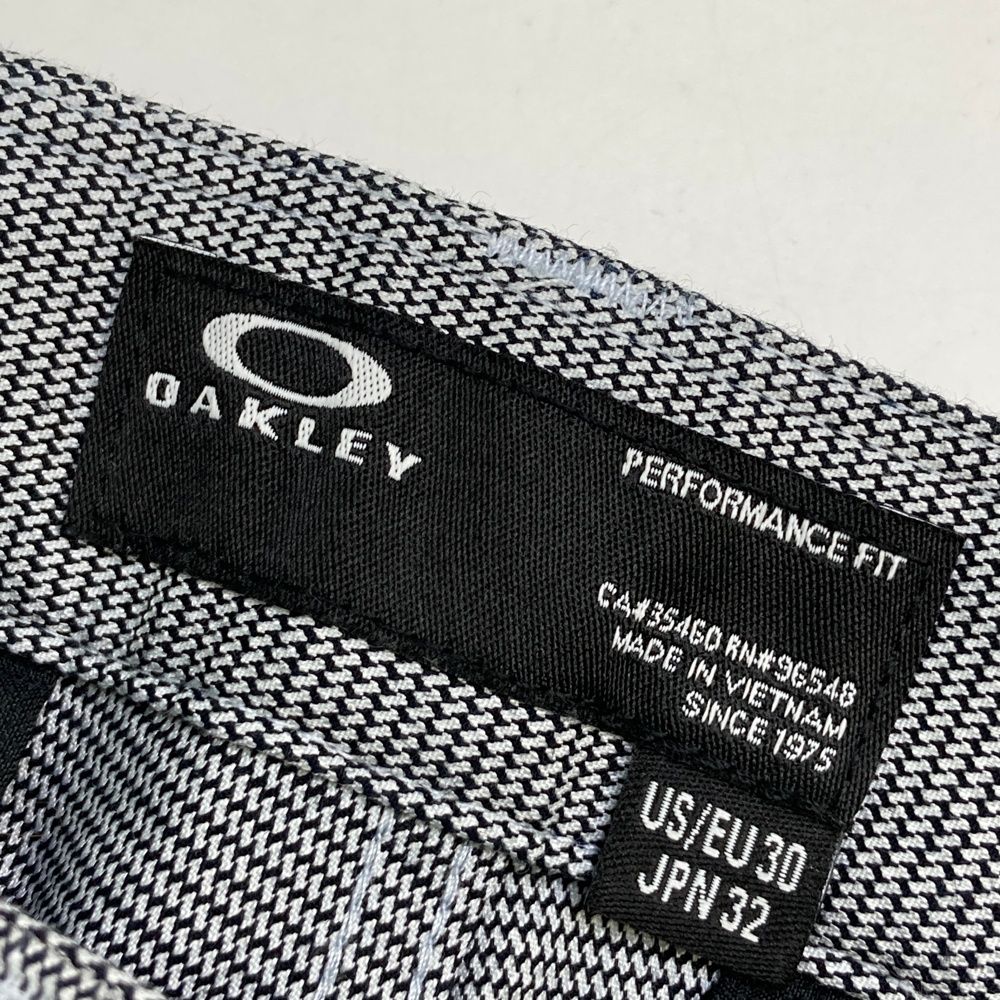 OAKLEY
PERFORMANCE FIT
CA#35460 RN#96548
MADE IN VIETNAM
SINCE 1975
US/EU 30
JPN 32